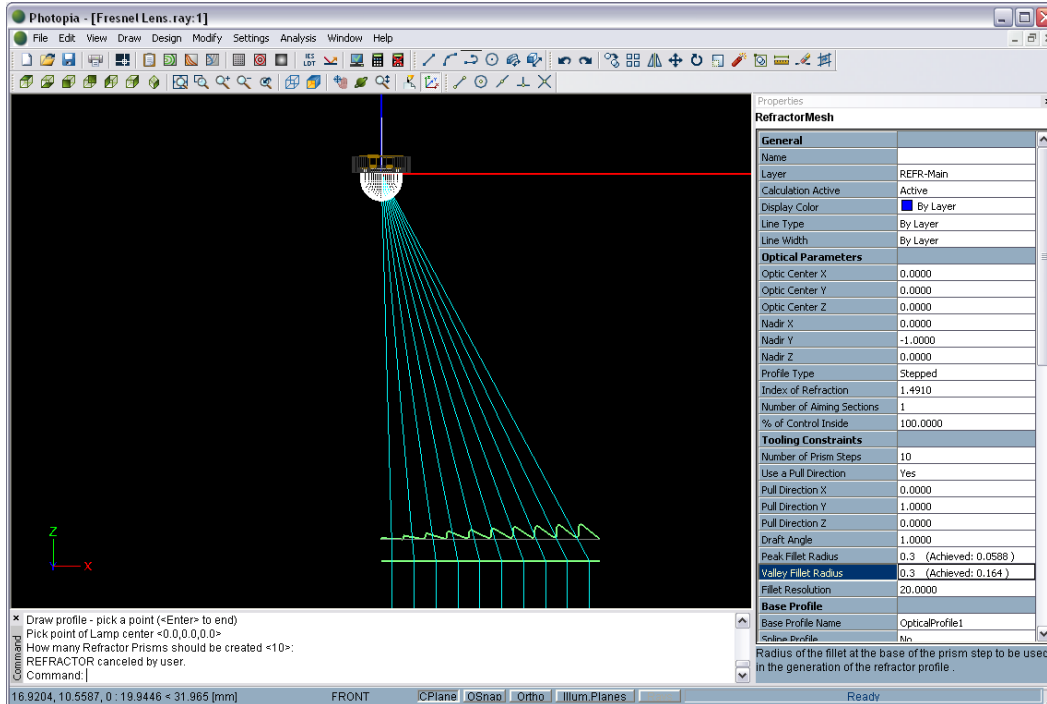 Photopia - [Fresnel Lens.ray:1]
File Edit View Draw Design Modify Settings Analysis Window Help
IES
LDT
Properties
RefractorMesh
General
Name
Layer REFR-Main
Calculation Active Active
Display Color By Layer
Line Type By Layer
Line Width By Layer
Optical Parameters
Optic Center X 0.0000
Optic Center Y 0.0000
Optic Center Z 0.0000
Nadir X 0.0000
Nadir Y -1.0000
Nadir Z 0.0000
Profile Type Stepped
Index of Refraction 1.4910
Number of Aiming Sections 1
% of Control Inside 100.0000
Tooling Constraints
Number of Prism Steps 10
Use a Pull Direction Yes
Pull Direction X 0.0000
Pull Direction Y 1.0000
Pull Direction Z 0.0000
Draft Angle 1.0000
Peak Fillet Radius 0.3 (Achieved: 0.0588 )
Valley Fillet Radius 0.3 (Achieved: 0.164 )
Fillet Resolution 20.0000
Base Profile
Base Profile Name OpticalProfile1
Spline Profile No
Radius of the fillet at the base of the prism step to be used
in the generation of the refractor profile .
Z
X
Command
Draw profile - pick a point (<Enter> to end)
Pick point of Lamp center <0.0,0.0,0.0>
How many Refractor Prisms should be created <10>:
REFRACTOR canceled by user.
Command:
16.9204, 10.5587, 0 : 19.9446 < 31.965 [mm] FRONT CPlane OSnap Ortho Illum.Planes Ready